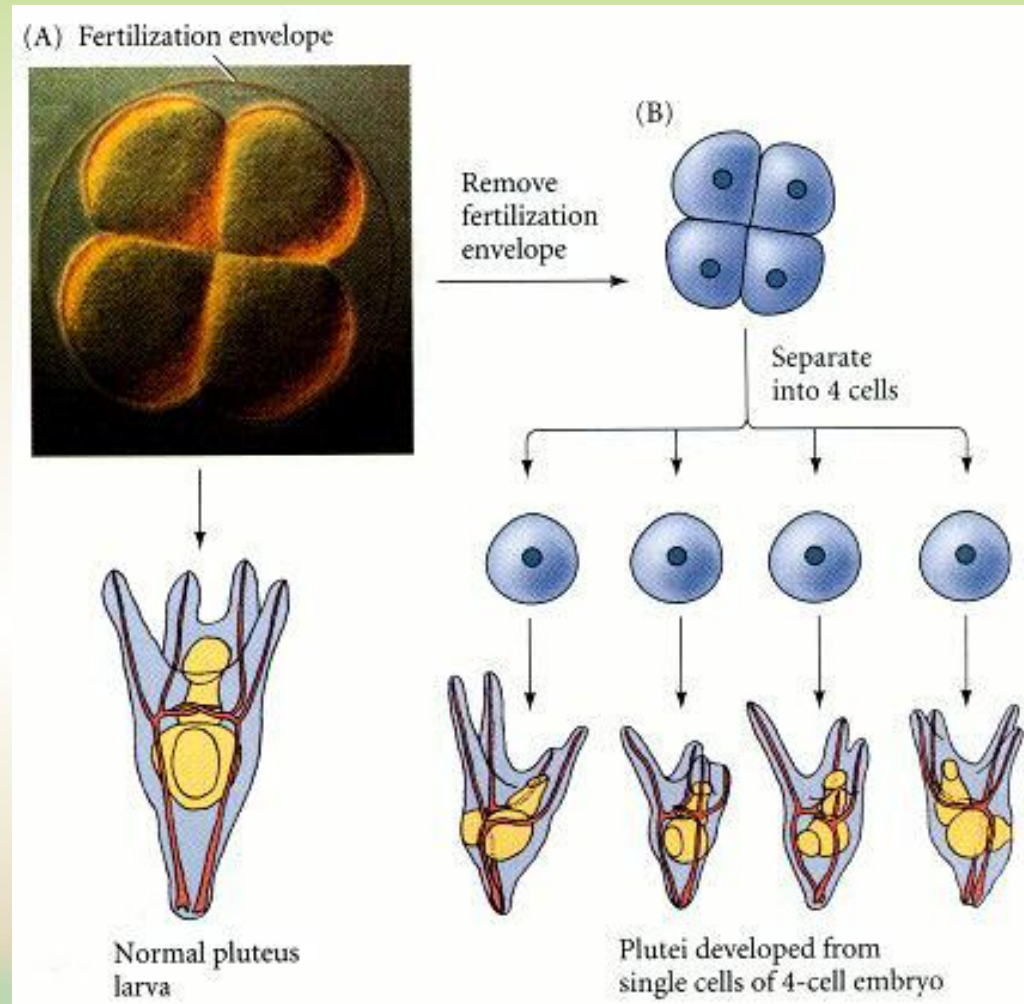 (A) Fertilization envelope
(B)
Remove
fertilization
envelope
Separate
into 4 cells
Normal pluteus
larva
Plutei developed from
single cells of 4-cell embryo